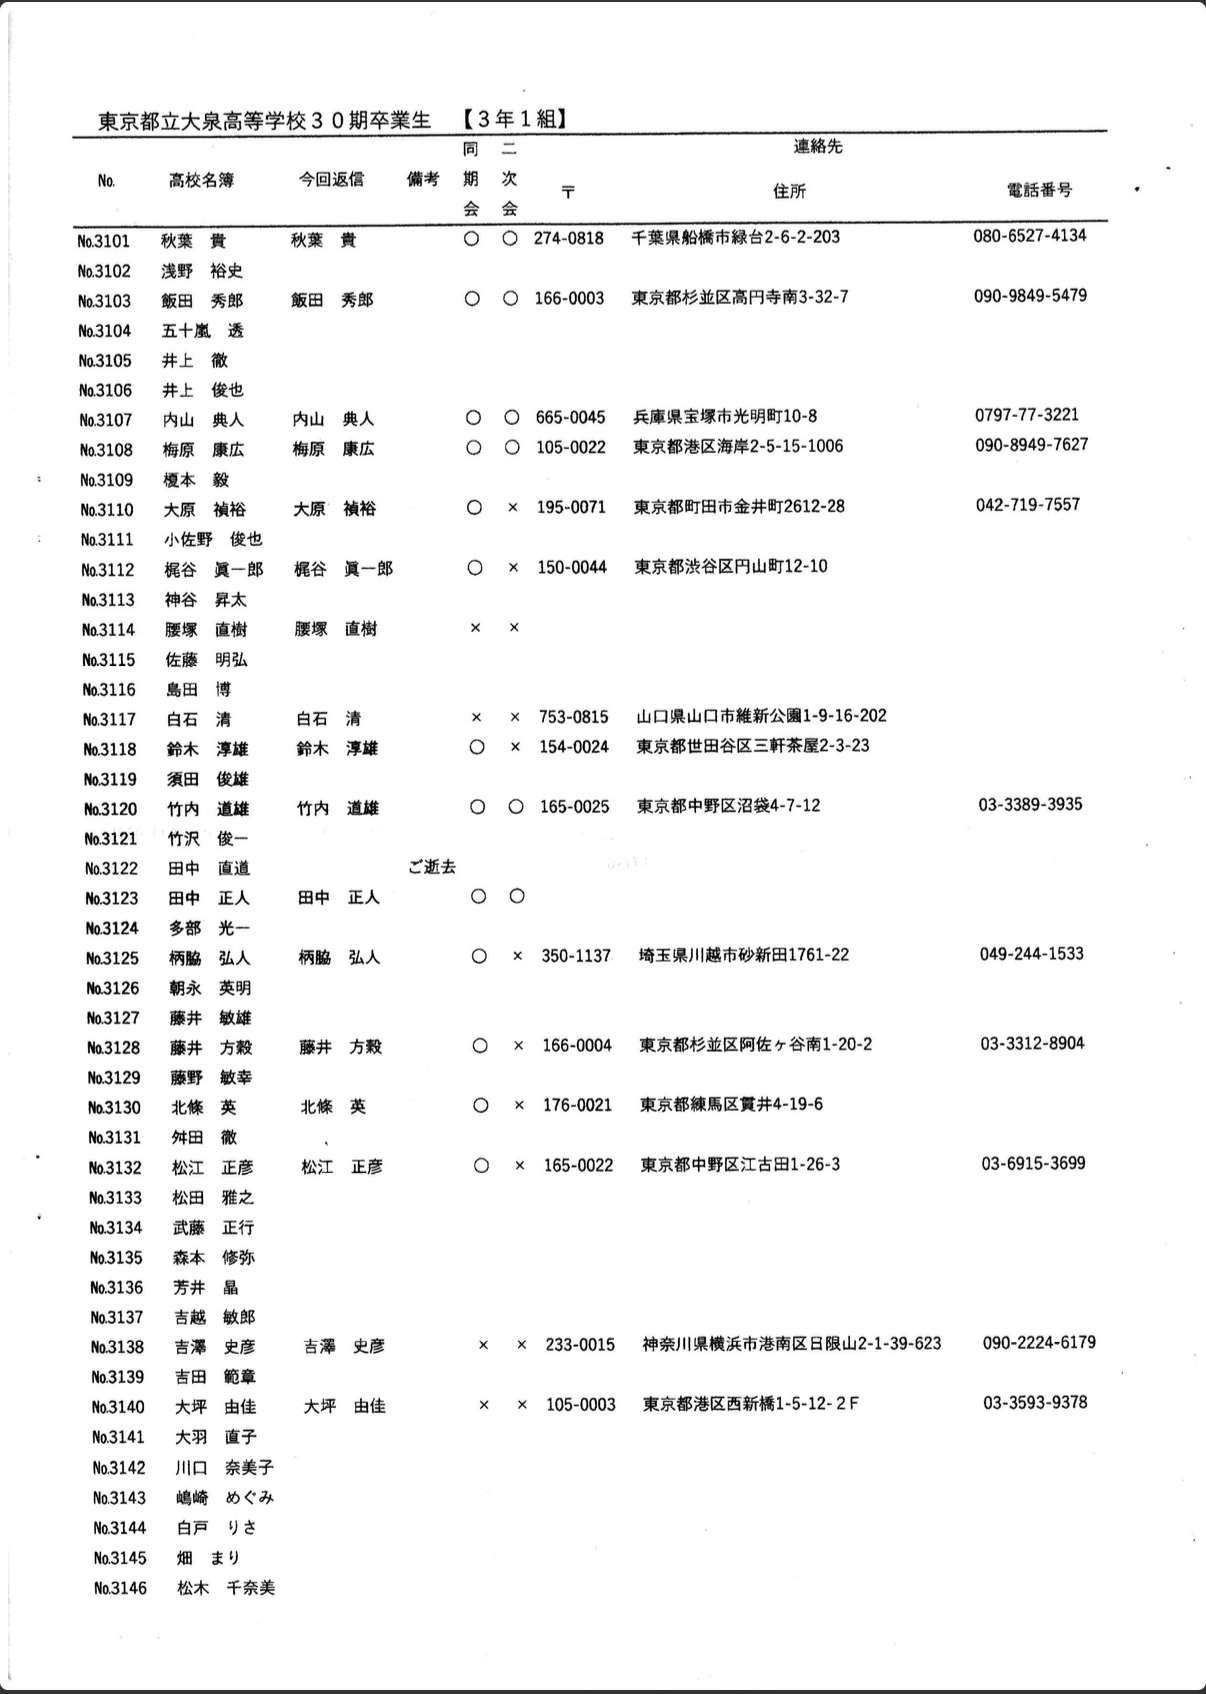 東京都立大泉高等学校３０期卒業生　【３年１組】
No.　高校名簿　今回返信　備考　同期会　二次会　連絡先　〒　住所　電話番号
No.3101　秋葉　貴　秋葉　貴　○　○　274-0818　千葉県船橋市緑台2-6-2-203　080-6527-4134
No.3102　浅野　裕史
No.3103　飯田　秀郎　飯田　秀郎　○　○　166-0003　東京都杉並区高円寺南3-32-7　090-9849-5479
No.3104　五十嵐　透
No.3105　井上　徹
No.3106　井上　俊也
No.3107　内山　典人　内山　典人　○　○　665-0045　兵庫県宝塚市光明町10-8　0797-77-3221
No.3108　梅原　康広　梅原　康広　○　○　105-0022　東京都港区海岸2-5-15-1006　090-8949-7627
No.3109　榎本　毅
No.3110　大原　禎裕　大原　禎裕　○　×　195-0071　東京都町田市金井町2612-28　042-719-7557
No.3111　小佐野　俊也
No.3112　梶谷　眞一郎　梶谷　眞一郎　○　×　150-0044　東京都渋谷区円山町12-10
No.3113　神谷　昇太
No.3114　腰塚　直樹　腰塚　直樹　×　×
No.3115　佐藤　明弘
No.3116　島田　博
No.3117　白石　清　白石　清　×　×　753-0815　山口県山口市維新公園1-9-16-202
No.3118　鈴木　淳雄　鈴木　淳雄　○　×　154-0024　東京都世田谷区三軒茶屋2-3-23
No.3119　須田　俊雄
No.3120　竹内　道雄　竹内　道雄　○　○　165-0025　東京都中野区沼袋4-7-12　03-3389-3935
No.3121　竹沢　俊一
No.3122　田中　直道　ご逝去
No.3123　田中　正人　田中　正人　○　○
No.3124　多部　光一
No.3125　柄脇　弘人　柄脇　弘人　○　×　350-1137　埼玉県川越市砂新田1761-22　049-244-1533
No.3126　朝永　英明
No.3127　藤井　敏雄
No.3128　藤井　方毅　藤井　方毅　○　×　166-0004　東京都杉並区阿佐ヶ谷南1-20-2　03-3312-8904
No.3129　藤野　敏幸
No.3130　北條　英　北條　英　○　×　176-0021　東京都練馬区貫井4-19-6
No.3131　舛田　徹
No.3132　松江　正彦　松江　正彦　○　×　165-0022　東京都中野区江古田1-26-3　03-6915-3699
No.3133　松田　雅之
No.3134　武藤　正行
No.3135　森本　修弥
No.3136　芳井　晶
No.3137　吉越　敏郎
No.3138　吉澤　史彦　吉澤　史彦　×　×　233-0015　神奈川県横浜市港南区日限山2-1-39-623　090-2224-6179
No.3139　吉田　範章
No.3140　大坪　由佳　大坪　由佳　×　×　105-0003　東京都港区西新橋1-5-12-２Ｆ　03-3593-9378
No.3141　大羽　直子
No.3142　川口　奈美子
No.3143　嶋崎　めぐみ
No.3144　白戸　りさ
No.3145　畑　まり
No.3146　松木　千奈美